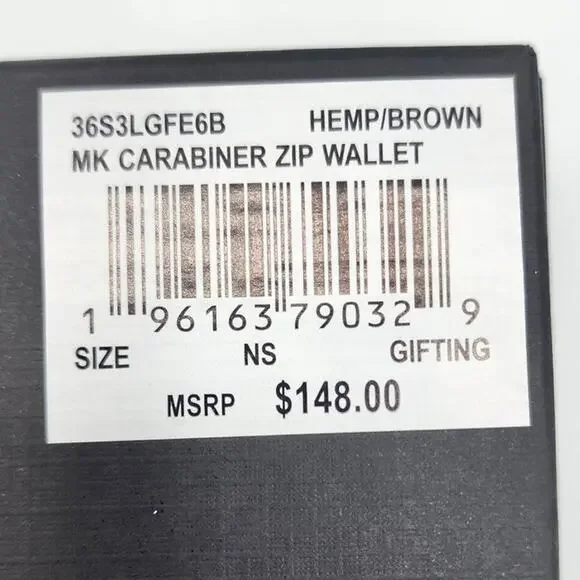 36S3LGFE6B HEMP/BROWN
MK CARABINER ZIP WALLET
1 96163 79032 9
SIZE NS GIFTING
MSRP $148.00